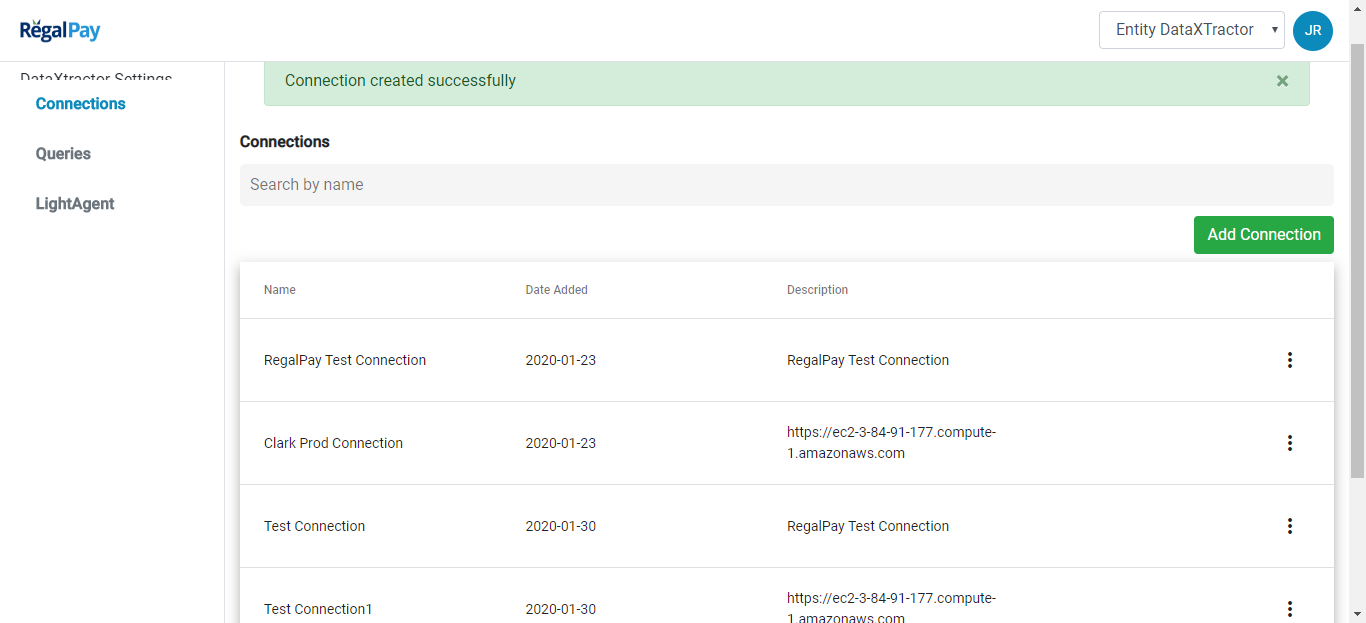 RegalPay
Entity DataXTractor
JR
DataXtractor Settings
Connection created successfully
×
Connections
Queries
LightAgent
Connections
Search by name
Add Connection
Name Date Added Description
RegalPay Test Connection 2020-01-23 RegalPay Test Connection
Clark Prod Connection 2020-01-23 https://ec2-3-84-91-177.compute-
1.amazonaws.com
Test Connection 2020-01-30 RegalPay Test Connection
Test Connection1 2020-01-30 https://ec2-3-84-91-177.compute-
1.amazonaws.com